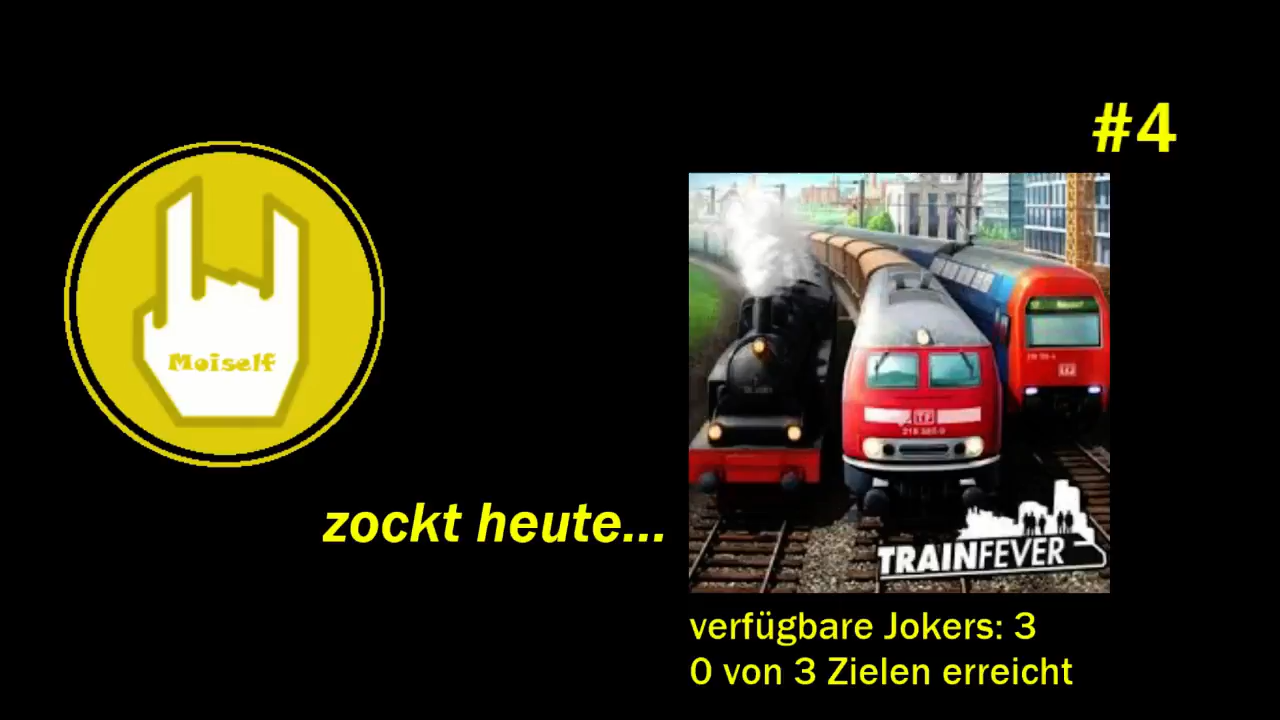 #4
Moiself
zockt heute...
TRAINFEVER
verfügbare Jokers: 3
0 von 3 Zielen erreicht